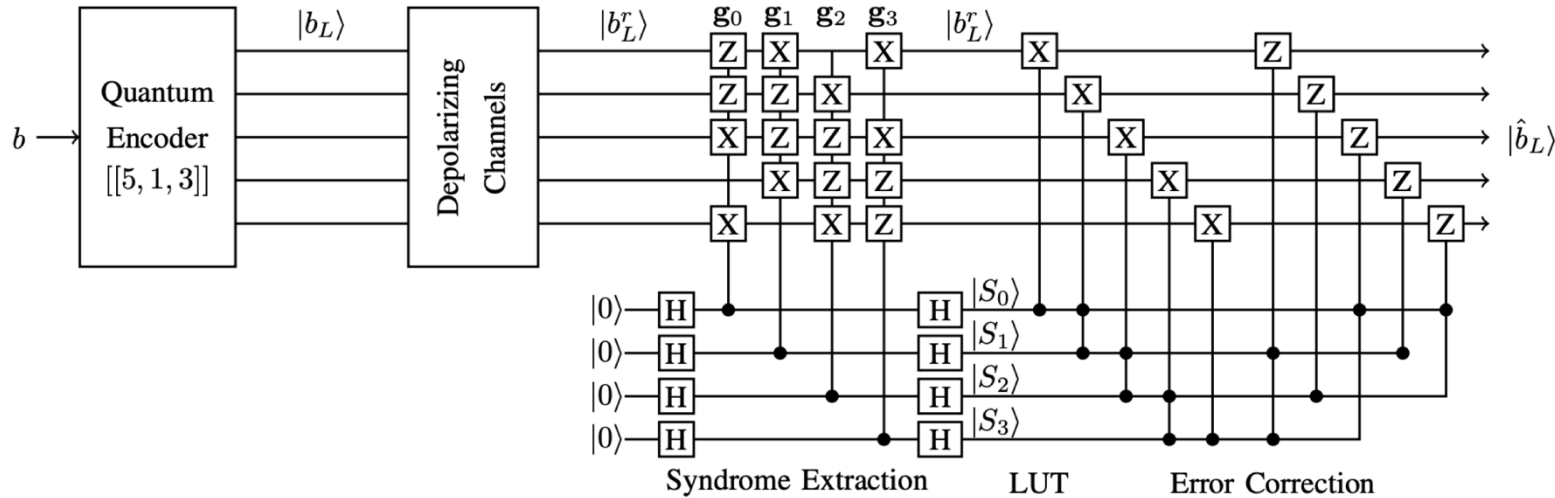 |b_L⟩ |b_L^r⟩ g₀ g₁ g₂ g₃ |b_L^r⟩
Z X X X Z
Quantum
Encoder
[[5, 1, 3]]
Depolarizing
Channels
Z Z X X Z
b X Z Z X X Z |b̂_L⟩
X Z Z X Z
X X Z X Z
|0⟩ H H |S₀⟩
|0⟩ H H |S₁⟩
|0⟩ H H |S₂⟩
|0⟩ H H |S₃⟩
Syndrome Extraction LUT Error Correction